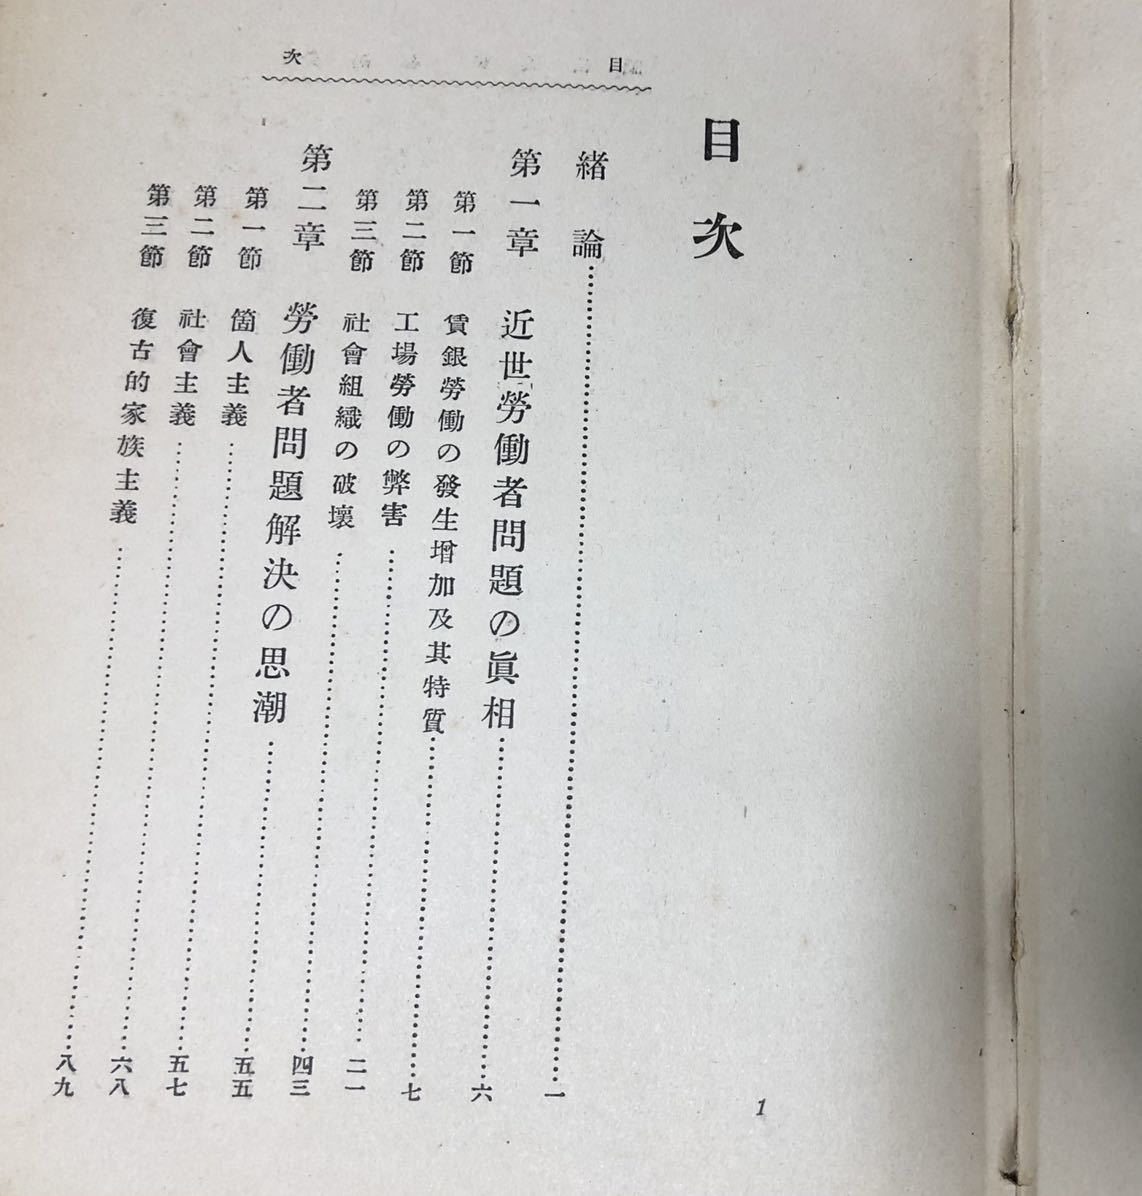 目次
目次
緒論……一
第一章 近世勞働者問題の眞相……六
第一節 賃銀勞働の發生增加及其特質……七
第二節 工場勞働の弊害……二一
第三節 社會組織の破壞……四三
第二章 勞働者問題解決の思潮……五五
第一節 箇人主義……五七
第二節 社會主義……六八
第三節 復古的家族主義……八九
1